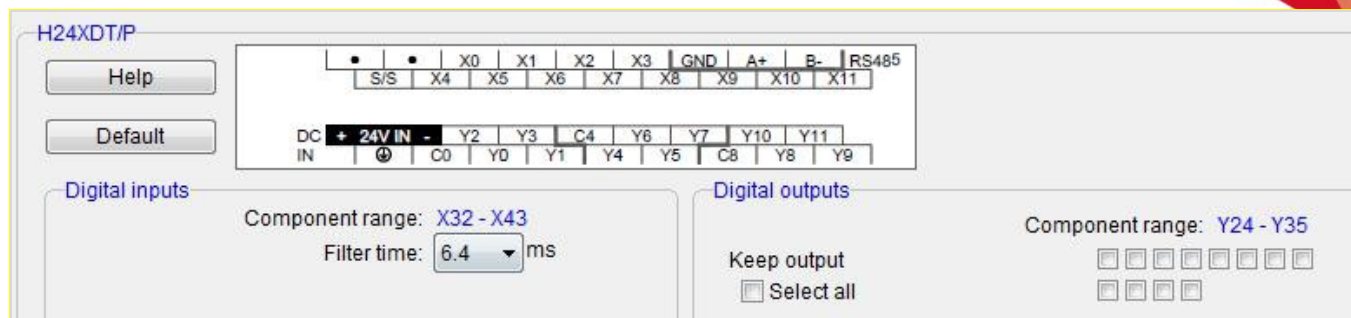 H24XDT/P
Help
• • X0 X1 X2 X3 GND A+ B- RS485
S/S X4 X5 X6 X7 X8 X9 X10 X11
Default
DC + 24V IN - Y2 Y3 C4 Y6 Y7 Y10 Y11
IN C0 Y0 Y1 Y4 Y5 C8 Y8 Y9
Digital inputs
Component range: X32 - X43
Filter time: 6.4 ms
Digital outputs
Component range: Y24 - Y35
Keep output
Select all